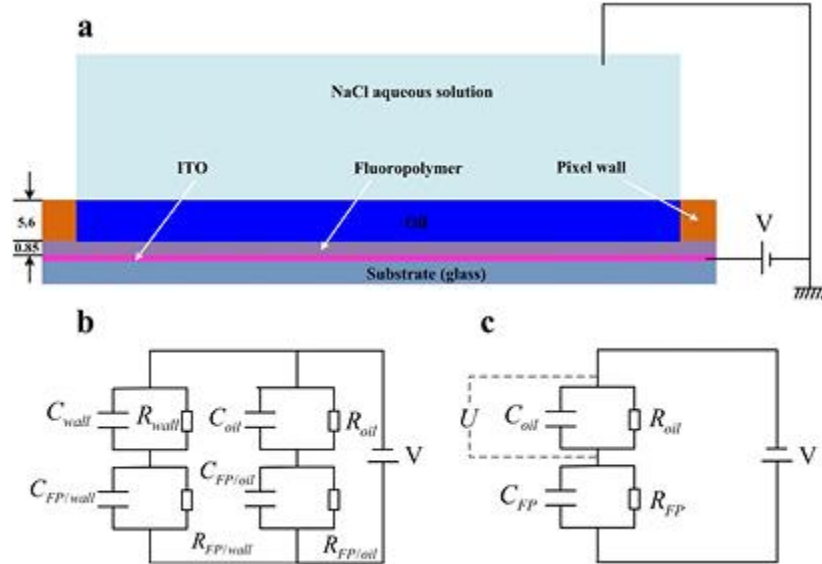 a
NaCl aqueous solution
ITO
Fluoropolymer
Pixel wall
5.6
Oil
V
0.85
Substrate (glass)
b
c
C_wall
R_wall
C_oil
R_oil
V
C_FP/wall
C_FP/oil
R_FP/wall
R_FP/oil
U
C_oil
R_oil
V
C_FP
R_FP